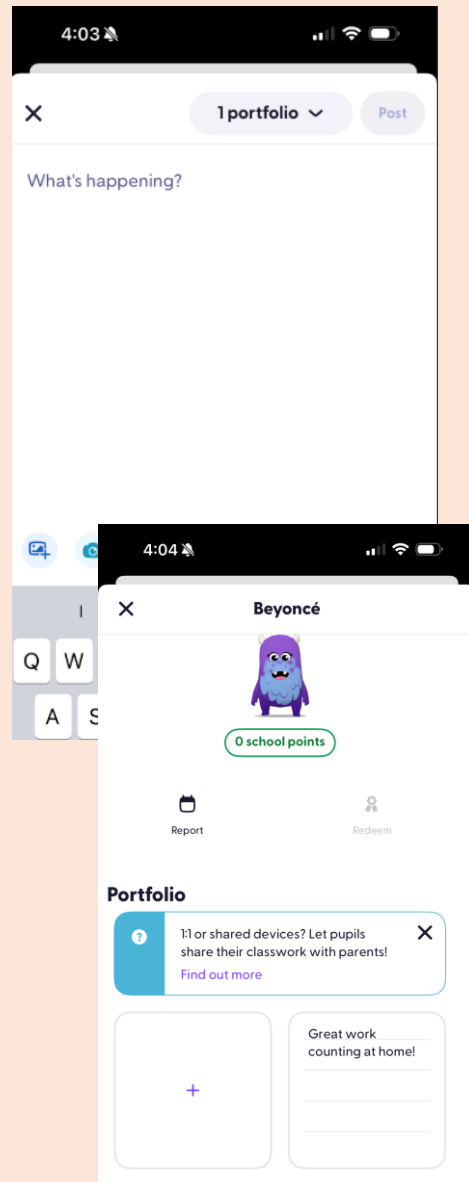 4:03
1 portfolio
Post
What's happening?
I
Q W
A S
4:04
Beyoncé
0 school points
Report
Redeem
Portfolio
?
1:1 or shared devices? Let pupils
share their classwork with parents!
Find out more
+
Great work
counting at home!